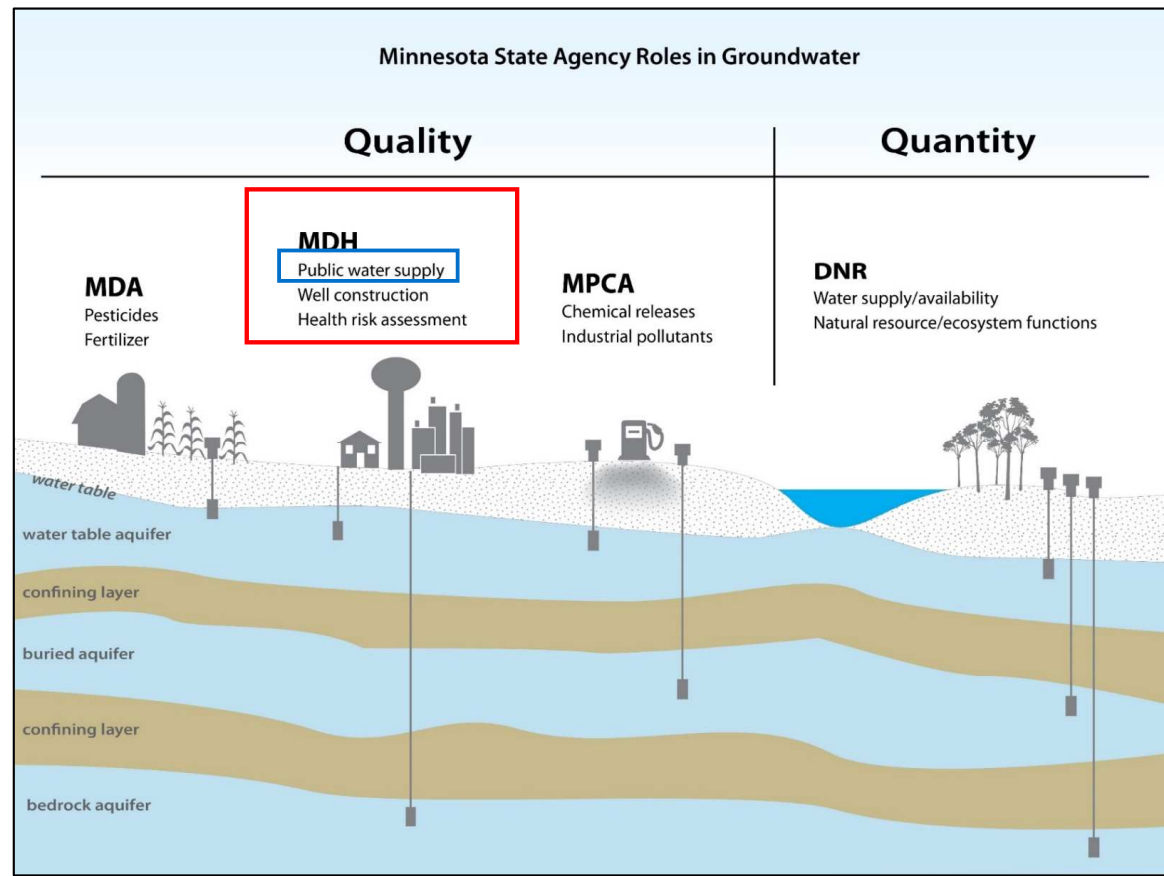 Minnesota State Agency Roles in Groundwater
Quality
Quantity
MDA
Pesticides
Fertilizer
MDH
Public water supply
Well construction
Health risk assessment
MPCA
Chemical releases
Industrial pollutants
DNR
Water supply/availability
Natural resource/ecosystem functions
water table
water table aquifer
confining layer
buried aquifer
confining layer
bedrock aquifer